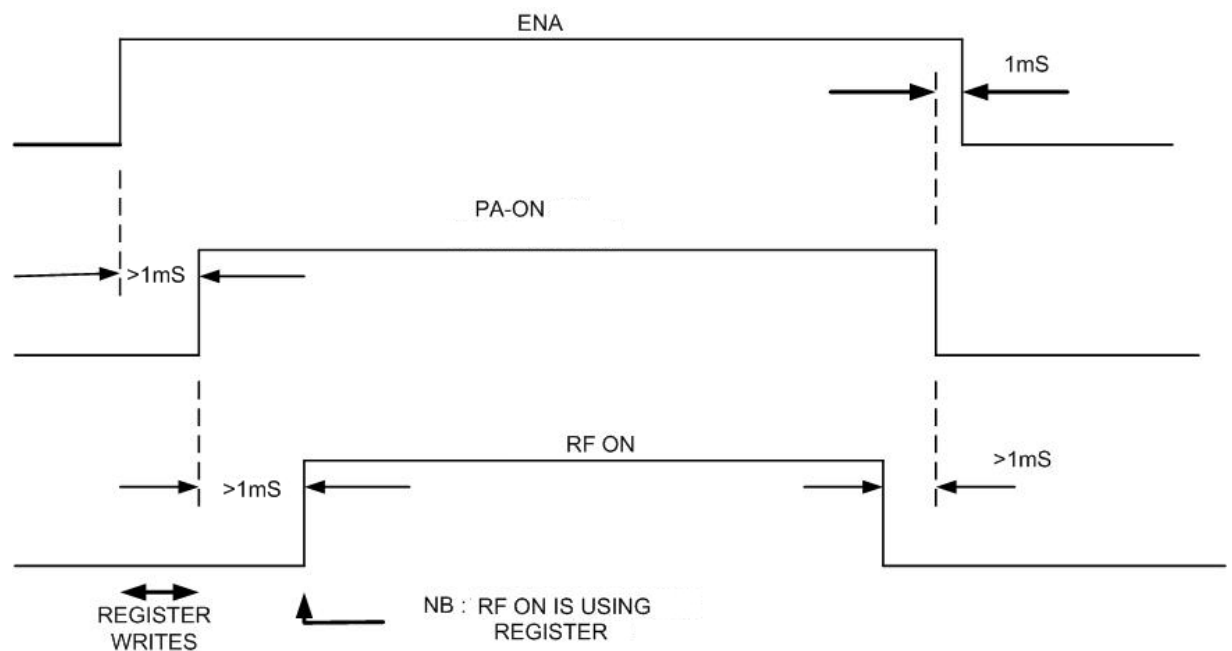 ENA
1mS
PA-ON
>1mS
RF ON
>1mS
>1mS
REGISTER
WRITES
NB : RF ON IS USING
REGISTER